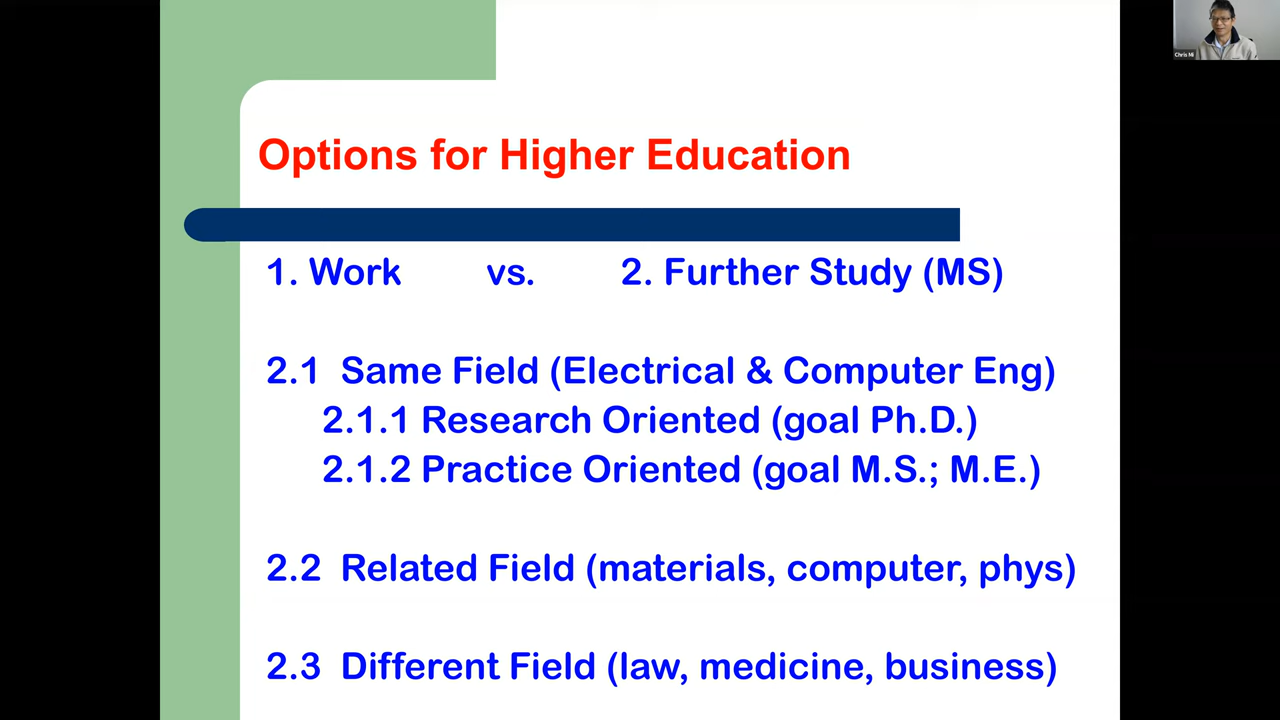 Options for Higher Education
1. Work vs. 2. Further Study (MS)
2.1 Same Field (Electrical & Computer Eng)
2.1.1 Research Oriented (goal Ph.D.)
2.1.2 Practice Oriented (goal M.S.; M.E.)
2.2 Related Field (materials, computer, phys)
2.3 Different Field (law, medicine, business)
Chris Mi